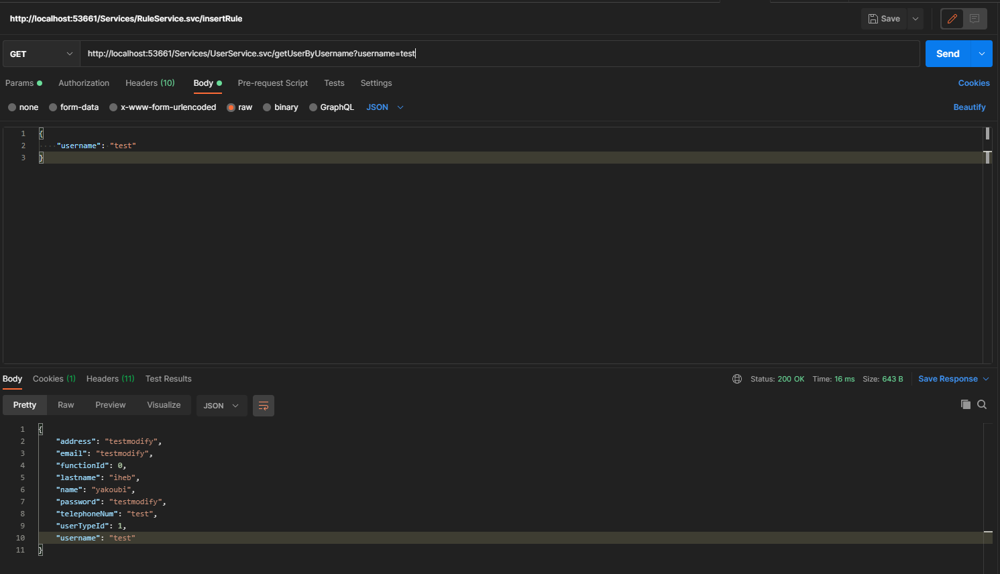 http://localhost:53661/Services/RuleService.svc/insertRule
Save
GET
http://localhost:53661/Services/UserService.svc/getUserByUsername?username=test
Send
Params Authorization Headers (10) Body Pre-request Script Tests Settings Cookies
none form-data x-www-form-urlencoded raw binary GraphQL JSON Beautify
1 {
2 ····"username":·"test"
3 }
Body Cookies (1) Headers (11) Test Results Status: 200 OK Time: 16 ms Size: 643 B Save Response
Pretty Raw Preview Visualize JSON
1 {
2 "address": "testmodify",
3 "email": "testmodify",
4 "functionId": 0,
5 "lastname": "iheb",
6 "name": "yakoubi",
7 "password": "testmodify",
8 "telephoneNum": "test",
9 "userTypeId": 1,
10 "username": "test"
11 }